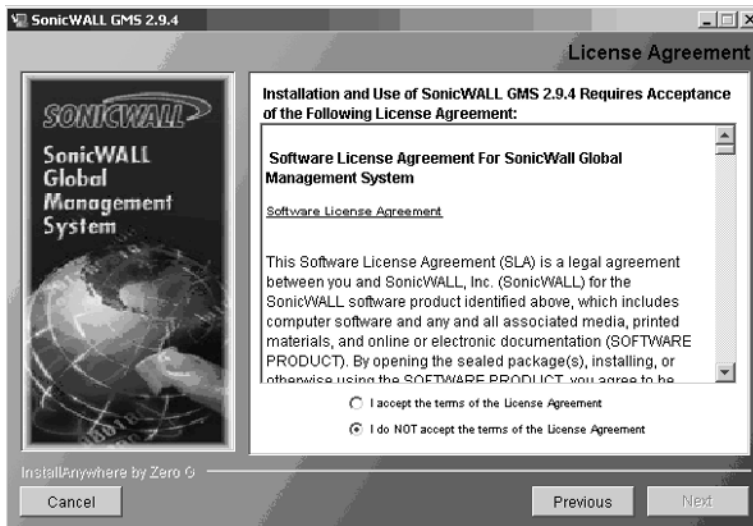 SonicWALL GMS 2.9.4
License Agreement
SONICWALL
SonicWALL
Global
Management
System
Installation and Use of SonicWALL GMS 2.9.4 Requires Acceptance
of the Following License Agreement:
Software License Agreement For SonicWall Global
Management System
Software License Agreement
This Software License Agreement (SLA) is a legal agreement
between you and SonicWALL, Inc. (SonicWALL) for the
SonicWALL software product identified above, which includes
computer software and any and all associated media, printed
materials, and online or electronic documentation (SOFTWARE
PRODUCT). By opening the sealed package(s), installing, or
otherwise using the SOFTWARE PRODUCT, you agree to be
I accept the terms of the License Agreement
I do NOT accept the terms of the License Agreement
InstallAnywhere by Zero G
Cancel
Previous
Next